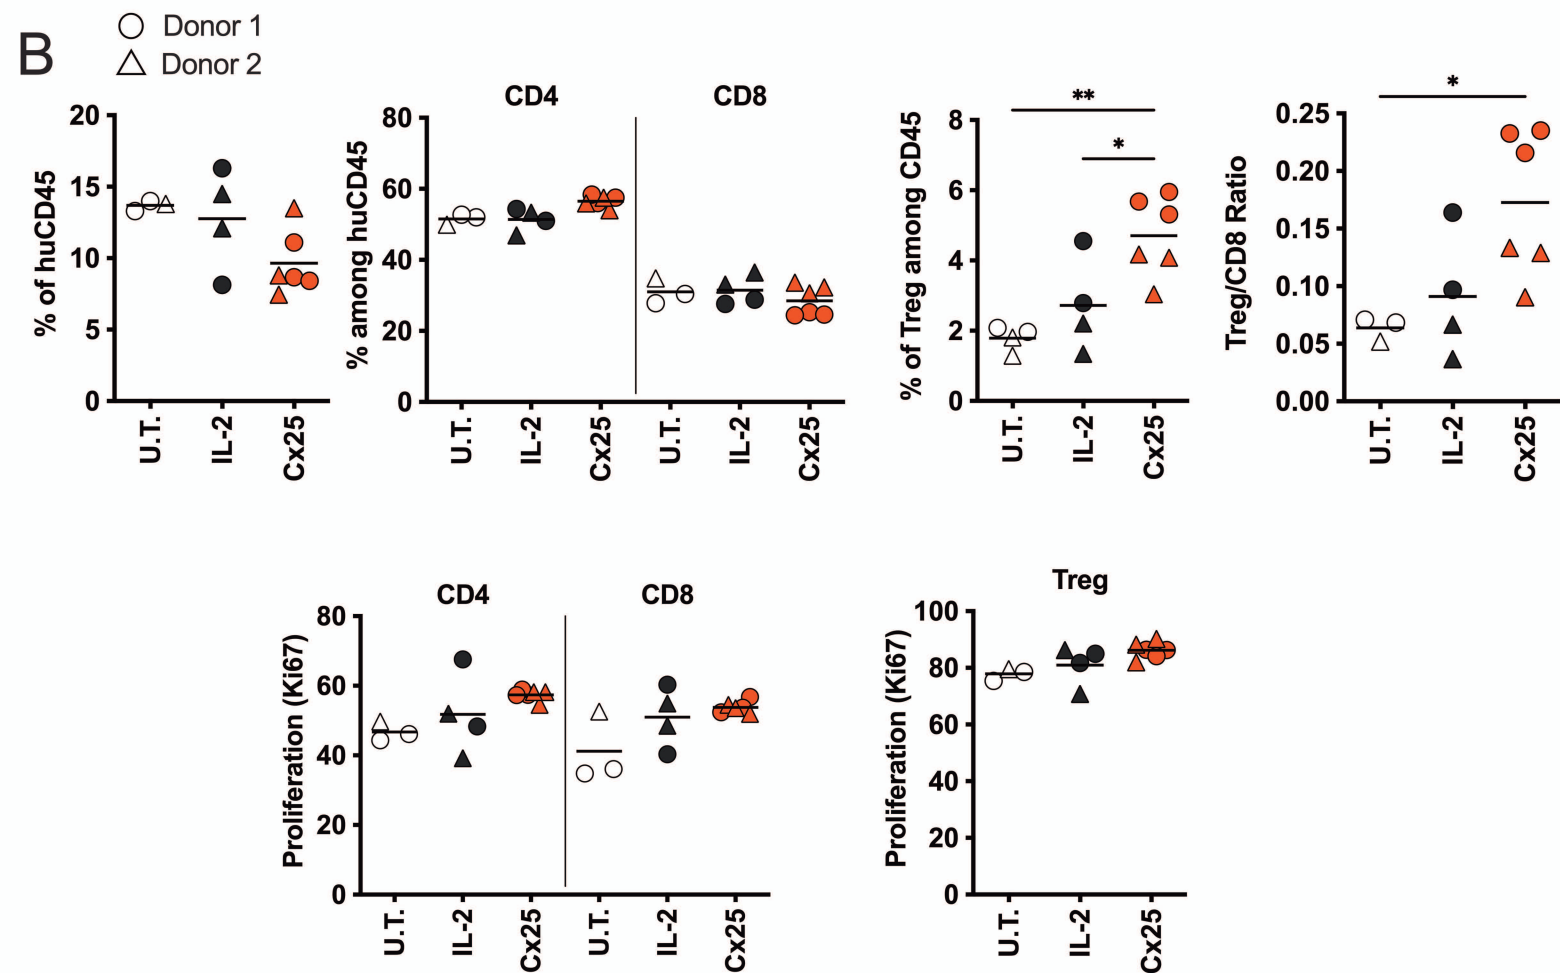 B
Donor 1
Donor 2
% of huCD45
20
15
10
5
0
U.T.
IL-2
Cx25
% among huCD45
CD4
CD8
80
60
40
20
0
U.T.
IL-2
Cx25
U.T.
IL-2
Cx25
% of Treg among CD45
**
*
8
6
4
2
0
U.T.
IL-2
Cx25
Treg/CD8 Ratio
*
0.25
0.20
0.15
0.10
0.05
0.00
U.T.
IL-2
Cx25
Proliferation (Ki67)
CD4
CD8
80
60
40
20
0
U.T.
IL-2
Cx25
U.T.
IL-2
Cx25
Proliferation (Ki67)
Treg
100
80
60
40
20
0
U.T.
IL-2
Cx25